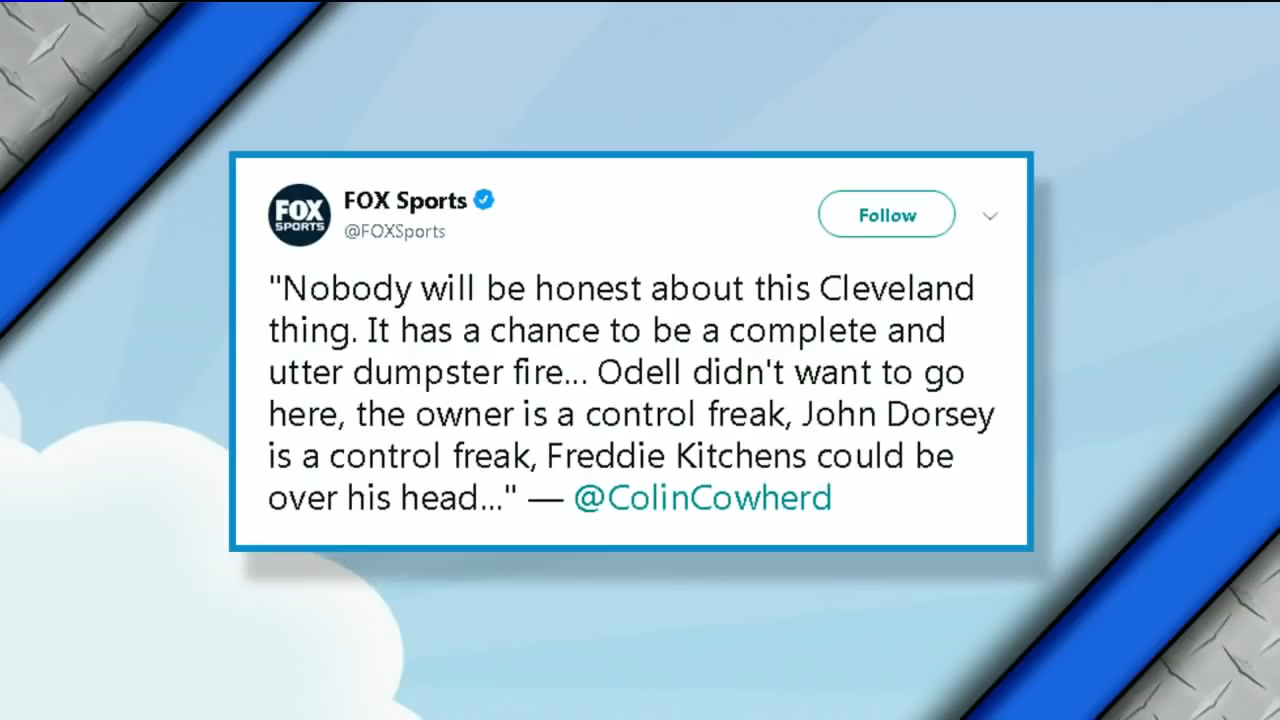 FOX
SPORTS
FOX Sports
@FOXSports
Follow
"Nobody will be honest about this Cleveland
thing. It has a chance to be a complete and
utter dumpster fire... Odell didn't want to go
here, the owner is a control freak, John Dorsey
is a control freak, Freddie Kitchens could be
over his head..." — @ColinCowherd